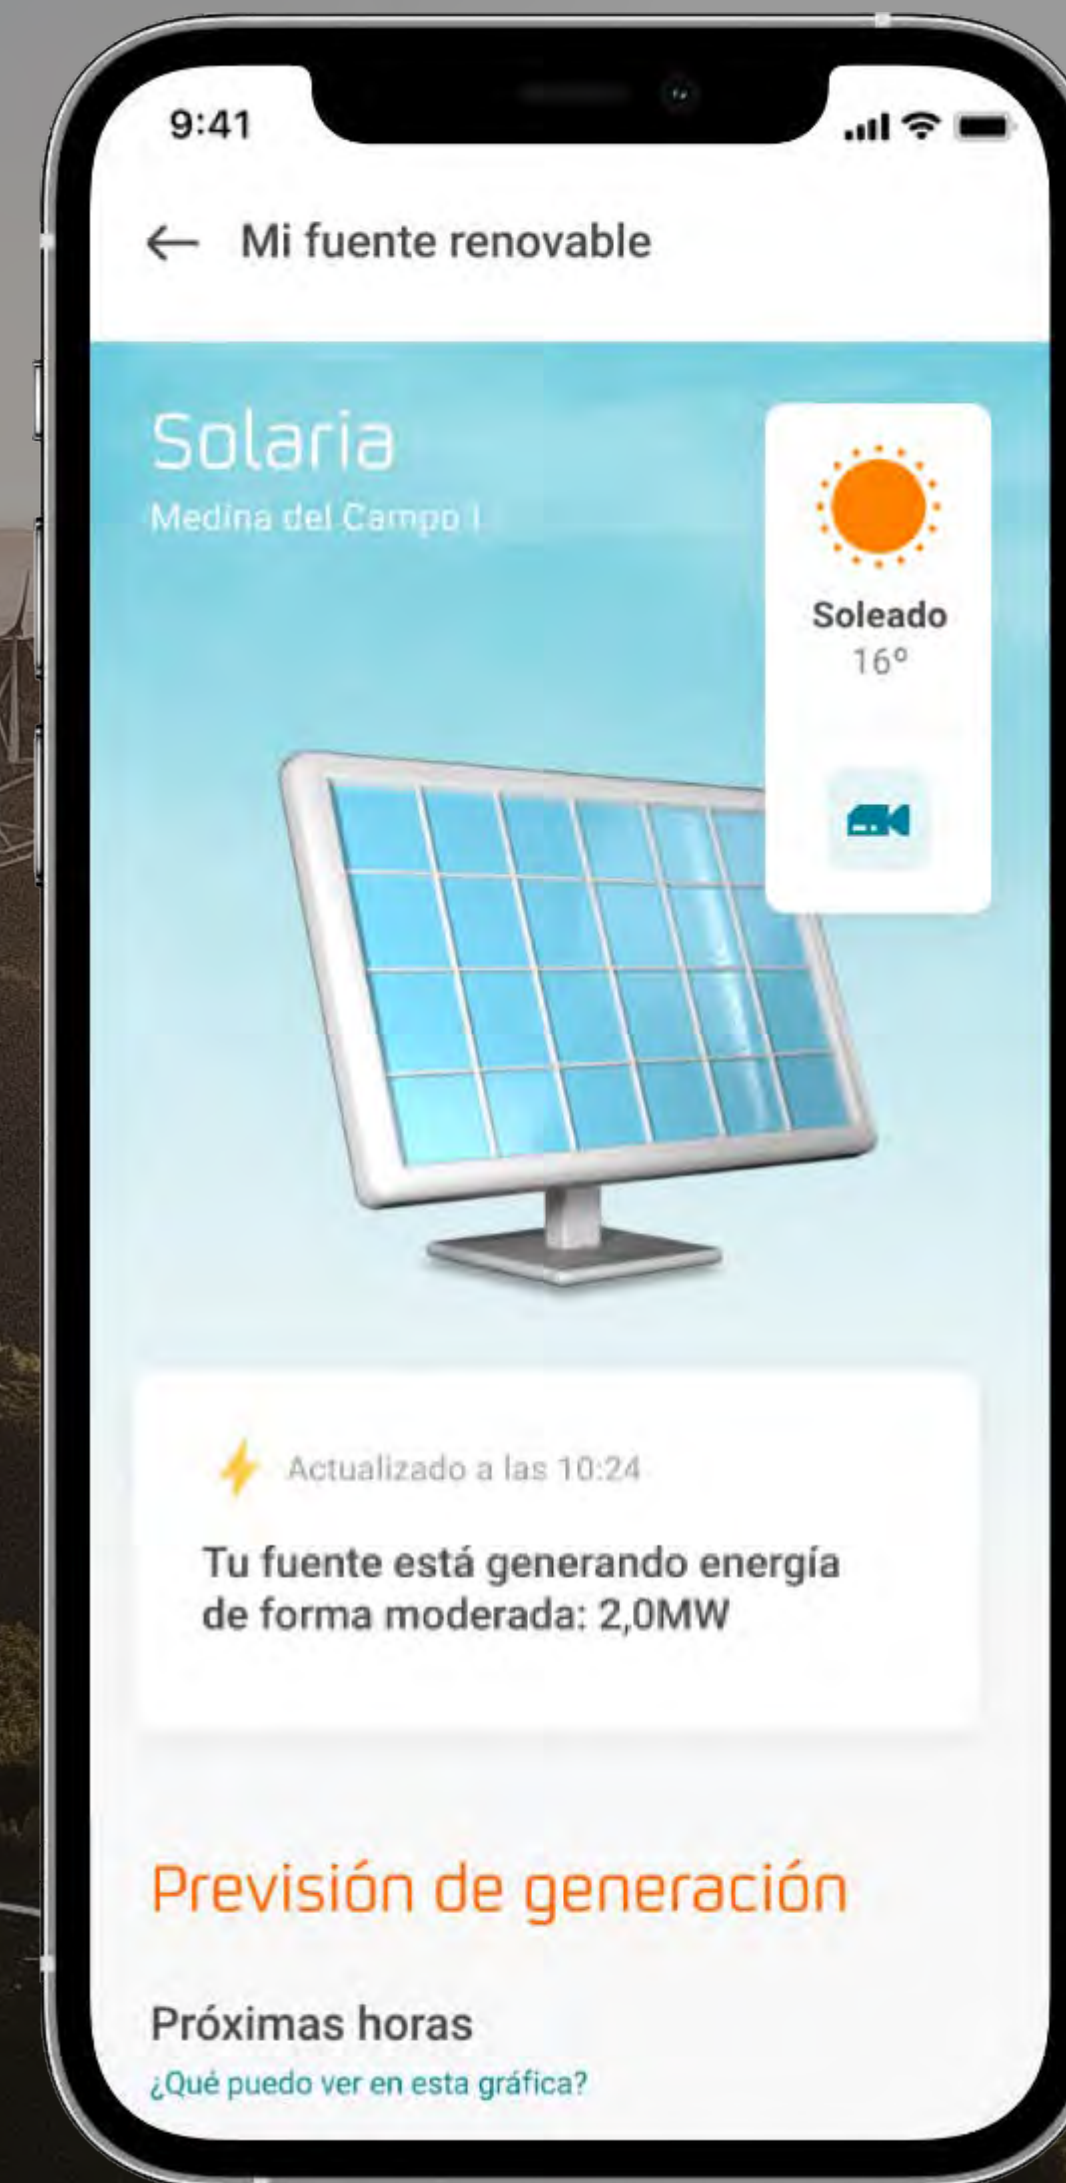 9:41
Mi fuente renovable
Solaria
Medina del Campo I
Soleado
16º
Actualizado a las 10:24
Tu fuente está generando energía
de forma moderada: 2,0MW
Previsión de generación
Próximas horas
¿Qué puedo ver en esta gráfica?